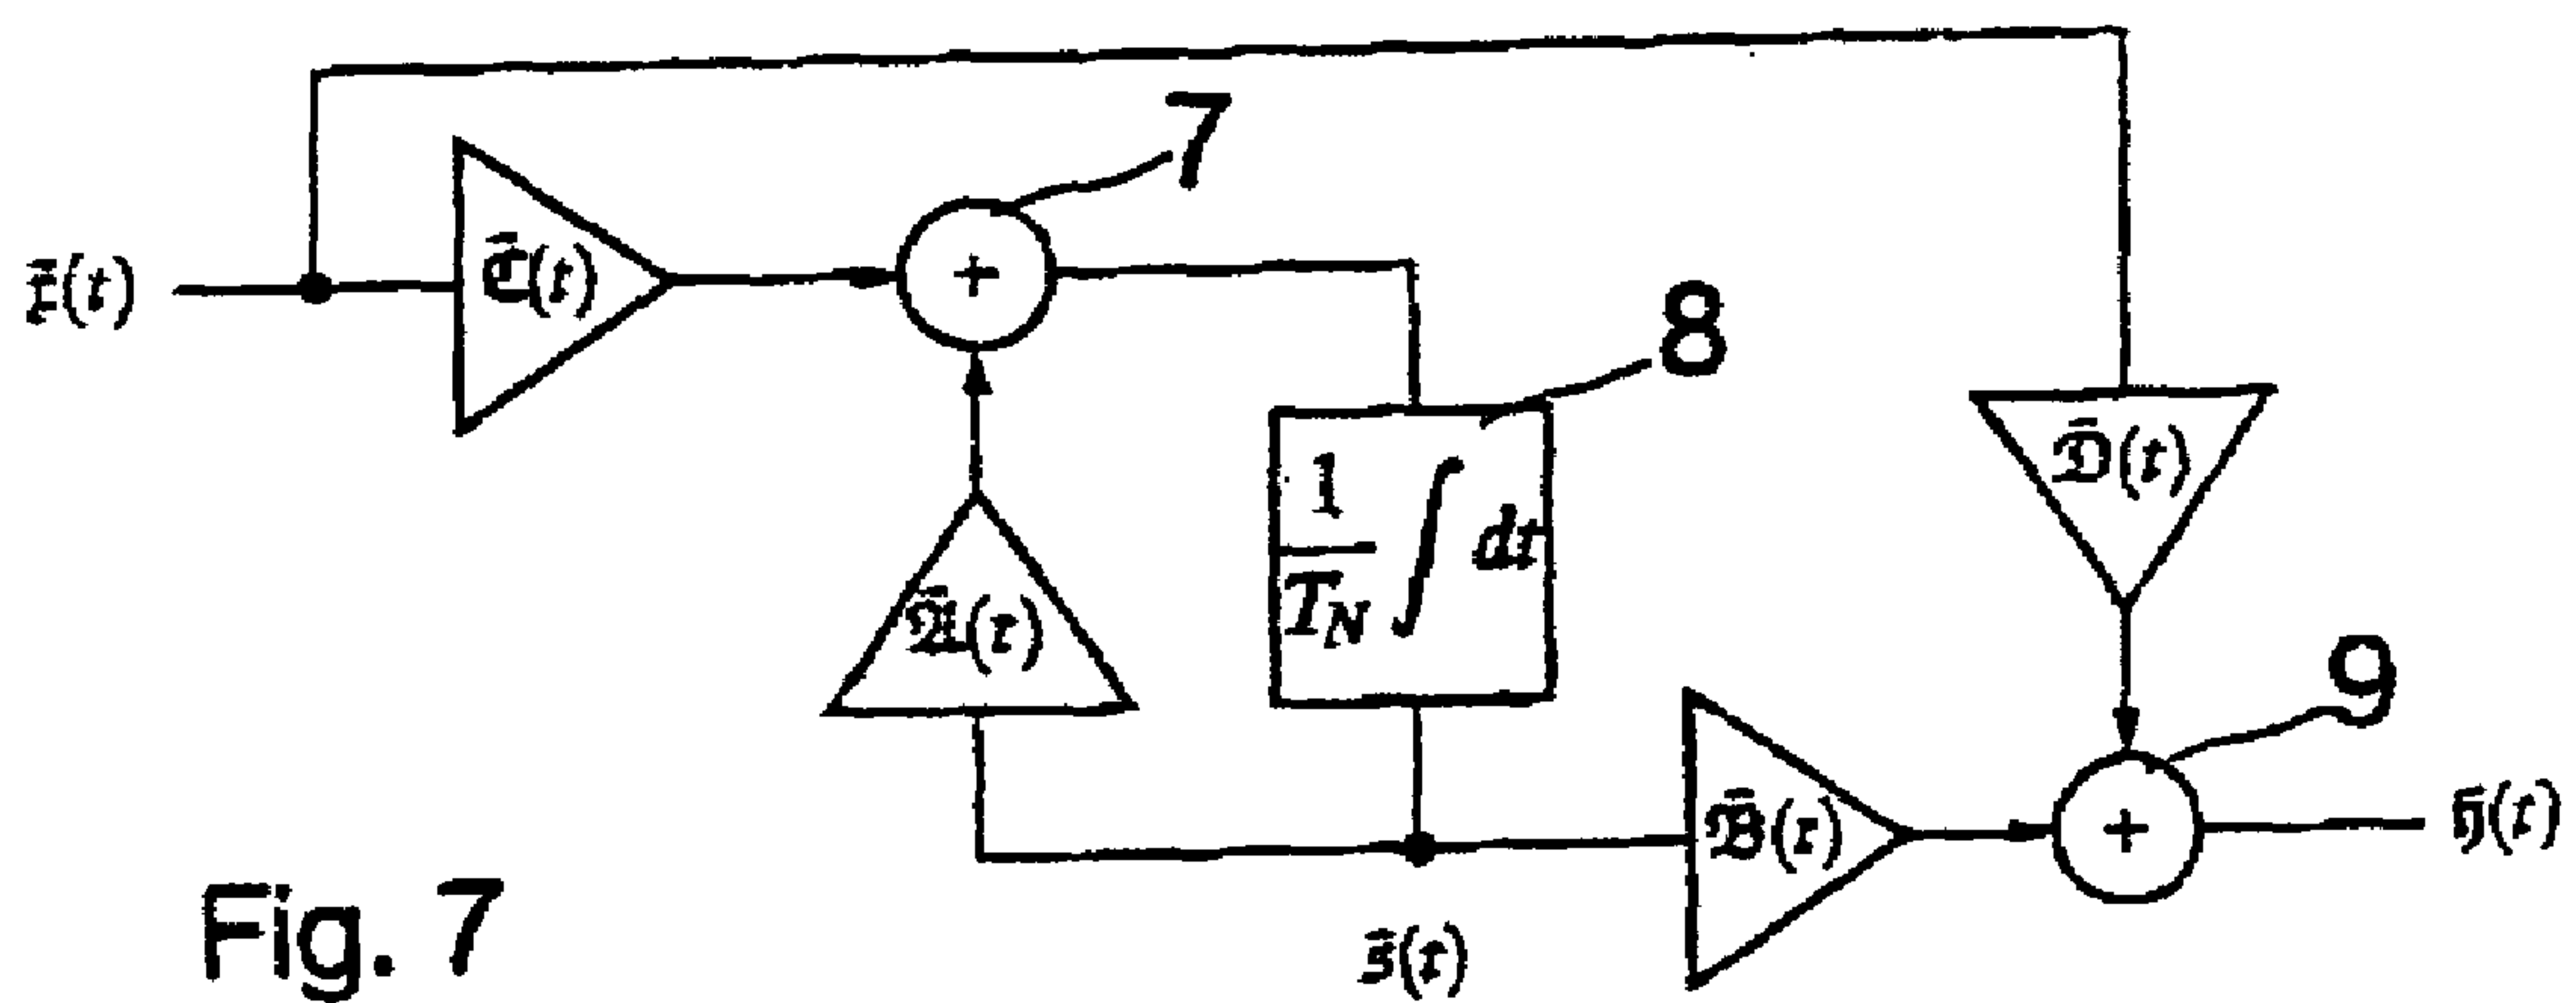 7
𝔵̄(t)
ℭ̄(t)
+
8
1/T_N ∫ dt
𝔇̄(t)
𝔄̄(t)
9
𝔅̄(t)
+
𝔶̄(t)
𝔰̄(t)
Fig. 7